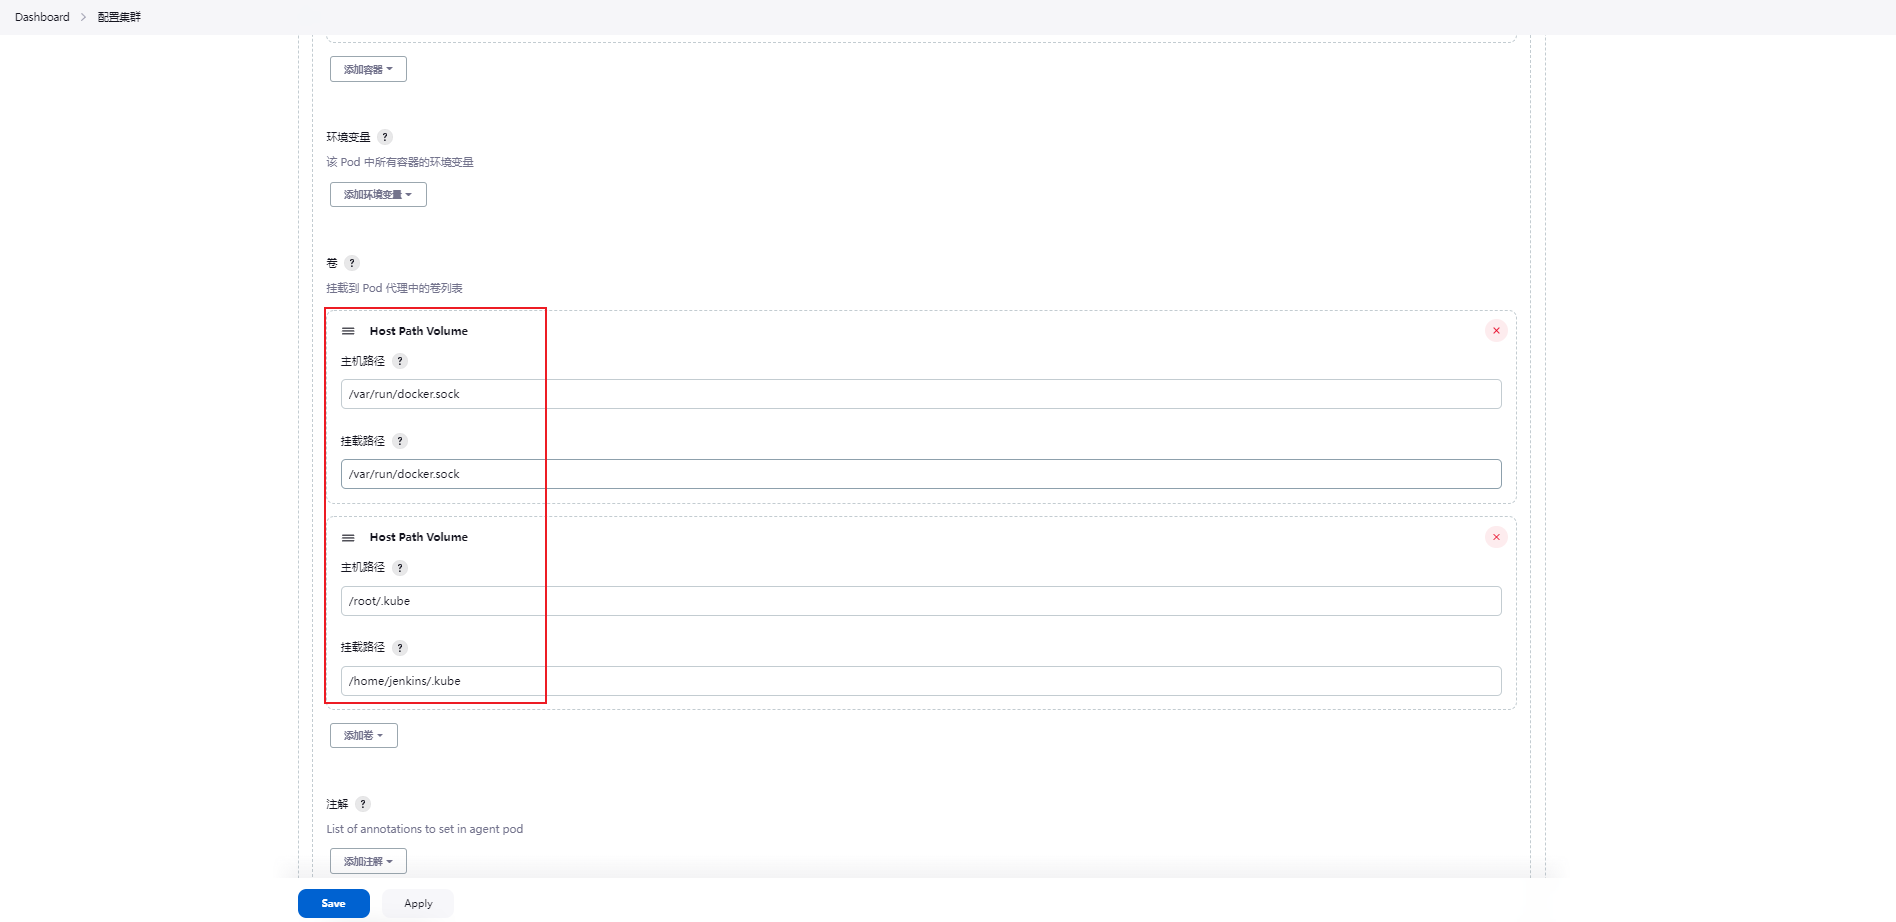 Dashboard > 配置集群
添加容器
环境变量 ?
该 Pod 中所有容器的环境变量
添加环境变量
卷 ?
挂载到 Pod 代理中的卷列表
Host Path Volume
主机路径 ?
/var/run/docker.sock
挂载路径 ?
/var/run/docker.sock
Host Path Volume
主机路径 ?
/root/.kube
挂载路径 ?
/home/jenkins/.kube
添加卷
注解 ?
List of annotations to set in agent pod
添加注解
Save Apply